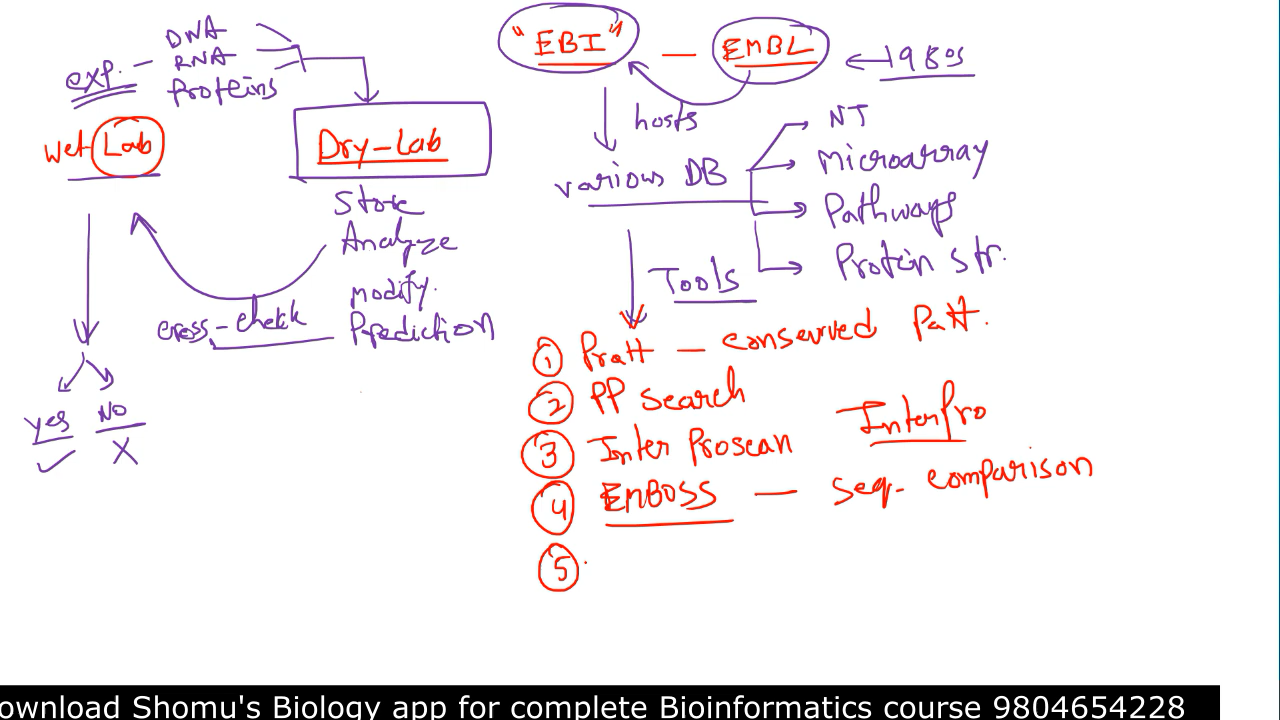 exp. - DNA
RNA
Proteins
wet Lab
Dry-Lab
Store
Analyze
modify.
Prediction
cross-check
Yes NO
✓ X
"EBI" - EMBL ← 1980s
hosts
various DB
NT
Microarray
Pathways
Protein str.
Tools
1 Pratt - conserved Patt.
2 PP search
3 Inter Proscan InterPro
4 EMBOSS - seq. comparison
5
ownload Shomu's Biology app for complete Bioinformatics course 9804654228